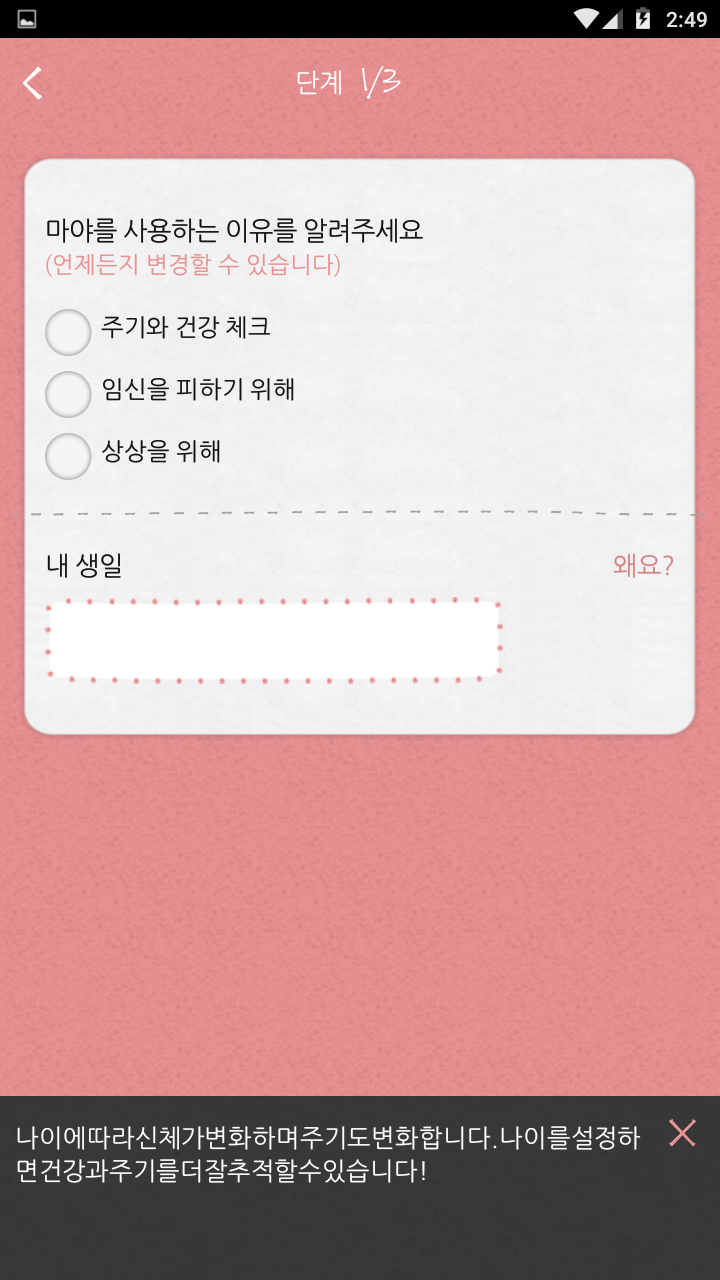 2:49
단계 1/3
마야를 사용하는 이유를 알려주세요
(언제든지 변경할 수 있습니다)
주기와 건강 체크
임신을 피하기 위해
상상을 위해
내 생일 왜요?
나이에따라신체가변화하며주기도변화합니다.나이를설정하
면건강과주기를더잘추적할수있습니다!